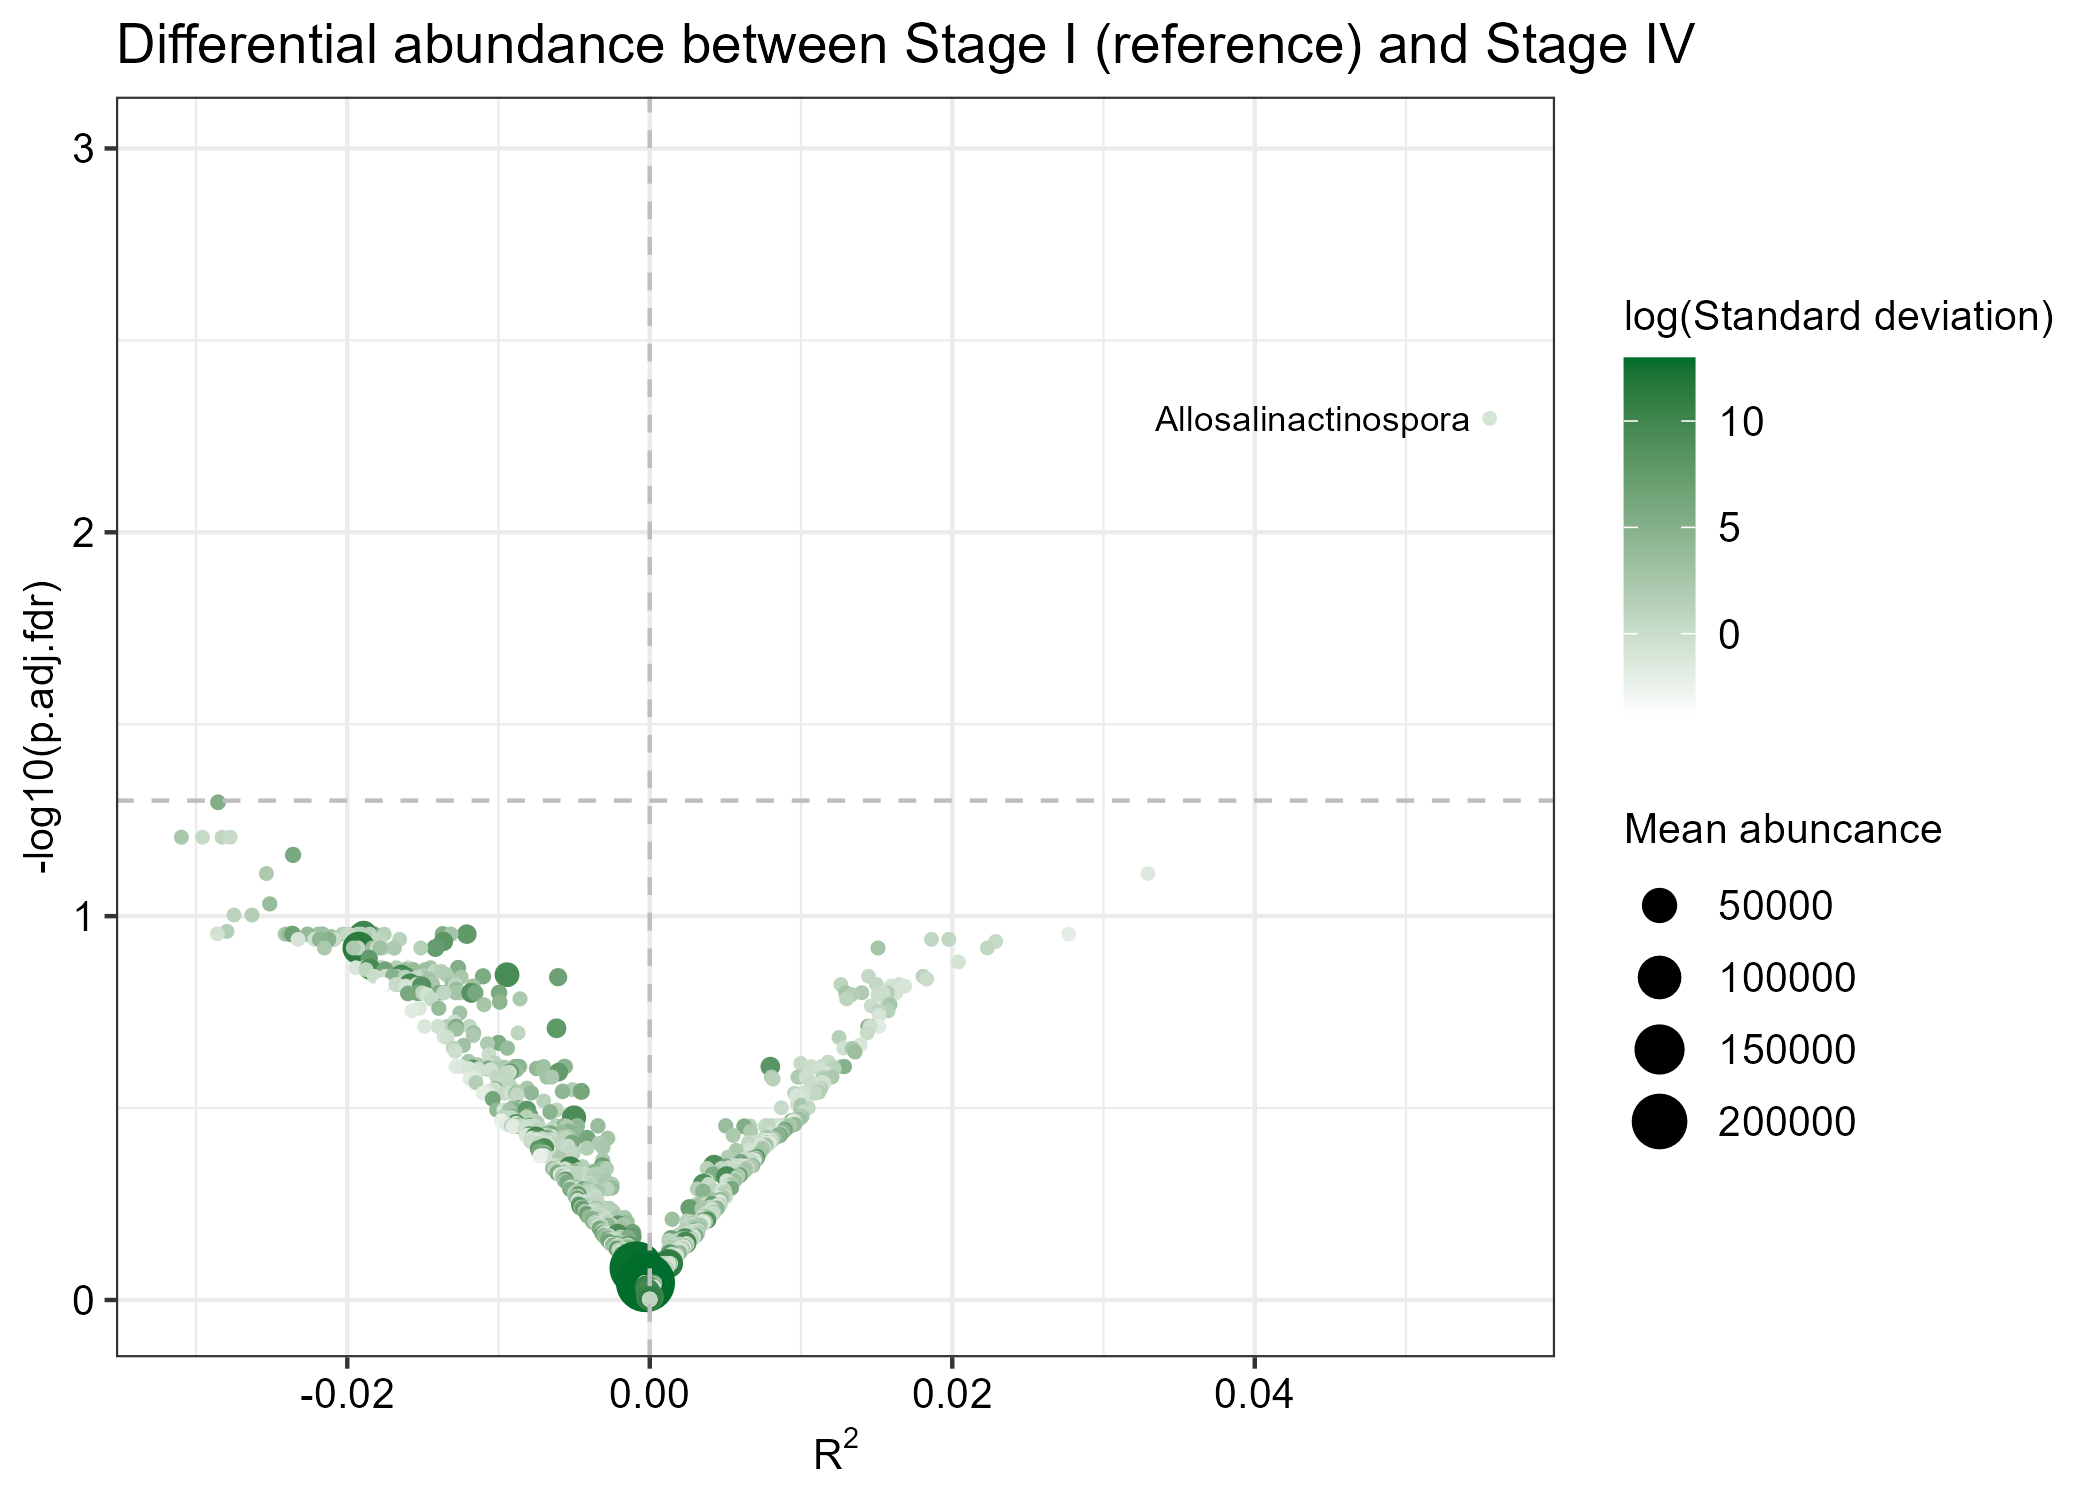 Differential abundance between Stage I (reference) and Stage IV
-log10(p.adj.fdr)
3
2
1
0
Allosalinactinospora
-0.02 0.00 0.02 0.04
R²
log(Standard deviation)
10
5
0
Mean abuncance
50000
100000
150000
200000